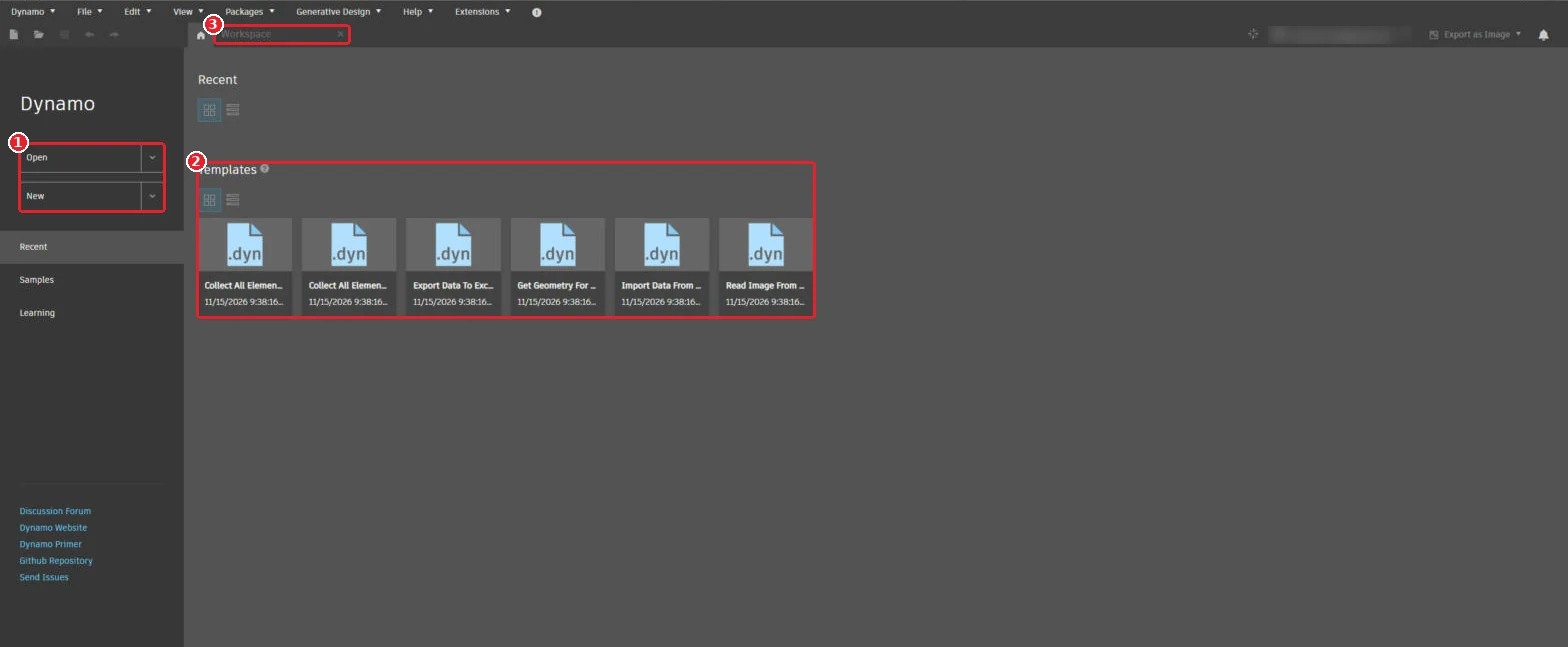 Dynamo File Edit View Packages Generative Design Help Extensions
3
Workspace
Export as Image
Recent
Dynamo
1
Open
New
Recent
Samples
Learning
2
Templates
.dyn .dyn .dyn .dyn .dyn .dyn
Collect All Elemen... Collect All Elemen... Export Data To Exc... Get Geometry For ... Import Data From ... Read Image From ...
11/15/2026 9:38:16... 11/15/2026 9:38:16... 11/15/2026 9:38:16... 11/15/2026 9:38:16... 11/15/2026 9:38:16... 11/15/2026 9:38:16...
Discussion Forum
Dynamo Website
Dynamo Primer
Github Repository
Send Issues